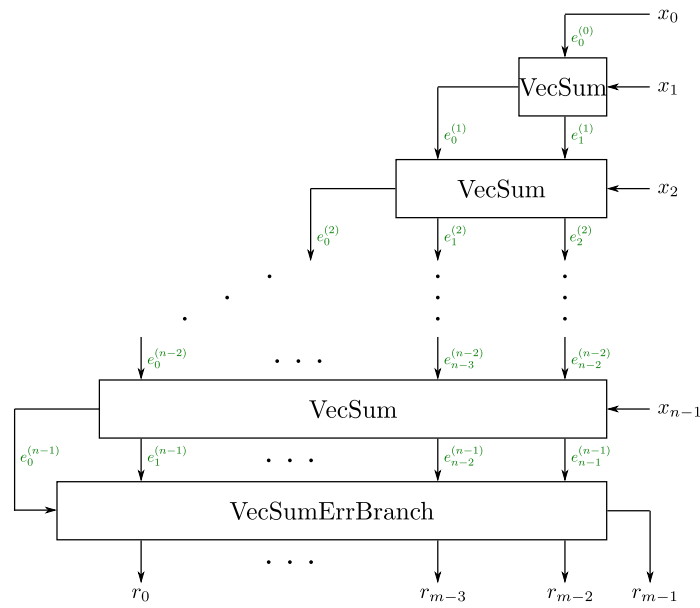 x_0
e_0^{(0)}
VecSum x_1
e_0^{(1)} e_1^{(1)}
VecSum x_2
e_0^{(2)} e_1^{(2)} e_2^{(2)}
e_0^{(n-2)} e_{n-3}^{(n-2)} e_{n-2}^{(n-2)}
VecSum x_{n-1}
e_0^{(n-1)} e_1^{(n-1)} e_{n-2}^{(n-1)} e_{n-1}^{(n-1)}
VecSumErrBranch
r_0 r_{m-3} r_{m-2} r_{m-1}